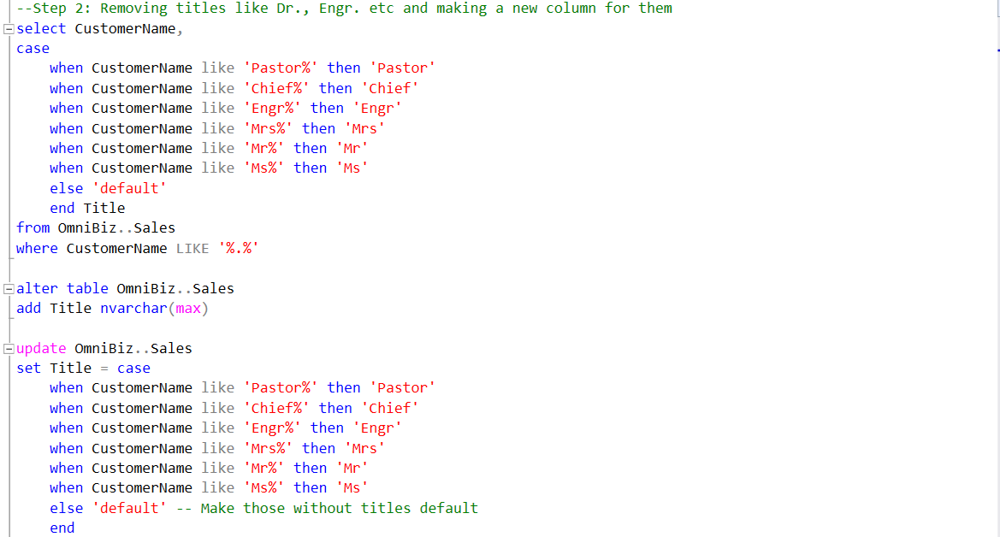 --Step 2: Removing titles like Dr., Engr. etc and making a new column for them
select CustomerName,
case
    when CustomerName like 'Pastor%' then 'Pastor'
    when CustomerName like 'Chief%' then 'Chief'
    when CustomerName like 'Engr%' then 'Engr'
    when CustomerName like 'Mrs%' then 'Mrs'
    when CustomerName like 'Mr%' then 'Mr'
    when CustomerName like 'Ms%' then 'Ms'
    else 'default'
    end Title
from OmniBiz..Sales
where CustomerName LIKE '%.%'

alter table OmniBiz..Sales
add Title nvarchar(max)

update OmniBiz..Sales
set Title = case
    when CustomerName like 'Pastor%' then 'Pastor'
    when CustomerName like 'Chief%' then 'Chief'
    when CustomerName like 'Engr%' then 'Engr'
    when CustomerName like 'Mrs%' then 'Mrs'
    when CustomerName like 'Mr%' then 'Mr'
    when CustomerName like 'Ms%' then 'Ms'
    else 'default' -- Make those without titles default
    end